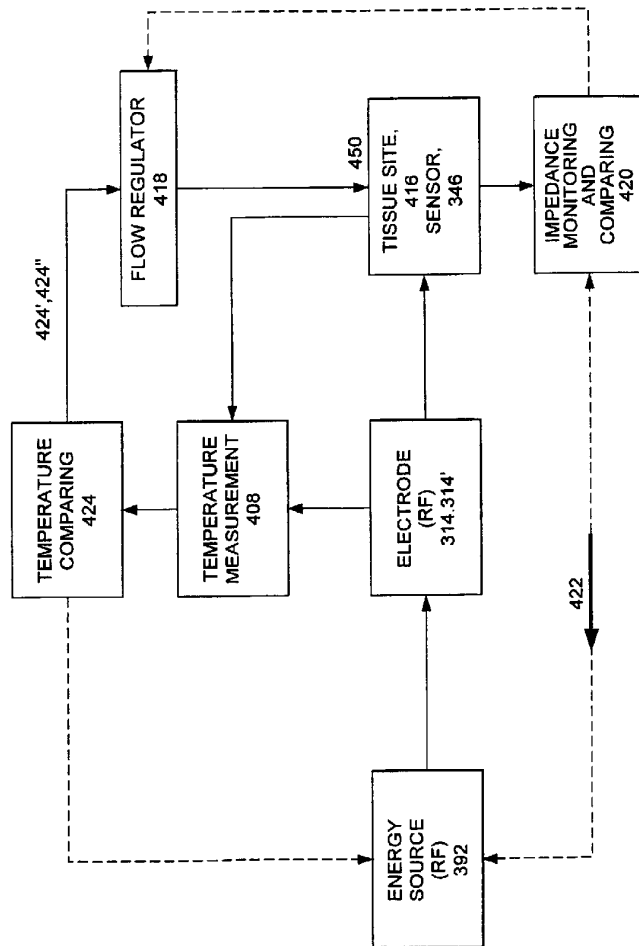 424',424"
TEMPERATURE
COMPARING
424
FLOW REGULATOR
418
TEMPERATURE
MEASUREMENT
408
450
TISSUE SITE,
416
SENSOR,
346
ENERGY
SOURCE
(RF)
392
ELECTRODE
(RF)
314.314'
422
IMPEDANCE
MONITORING
AND
COMPARING
420